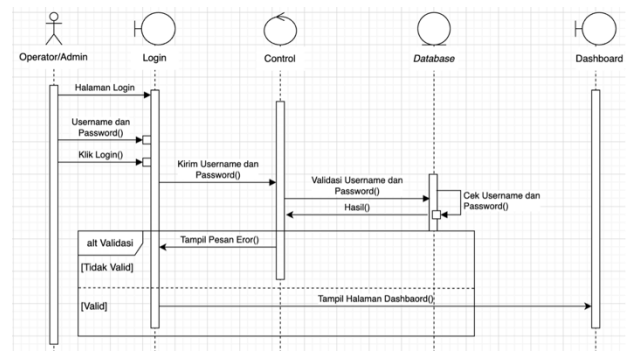 Operator/Admin
Login
Control
Database
Dashboard
Halaman Login
Username dan
Password()
Klik Login()
Kirim Username dan
Password()
Validasi Username dan
Password()
Cek Username dan
Password()
Hasil()
alt Validasi
Tampil Pesan Eror()
[Tidak Valid]
[Valid]
Tampil Halaman Dashbaord()